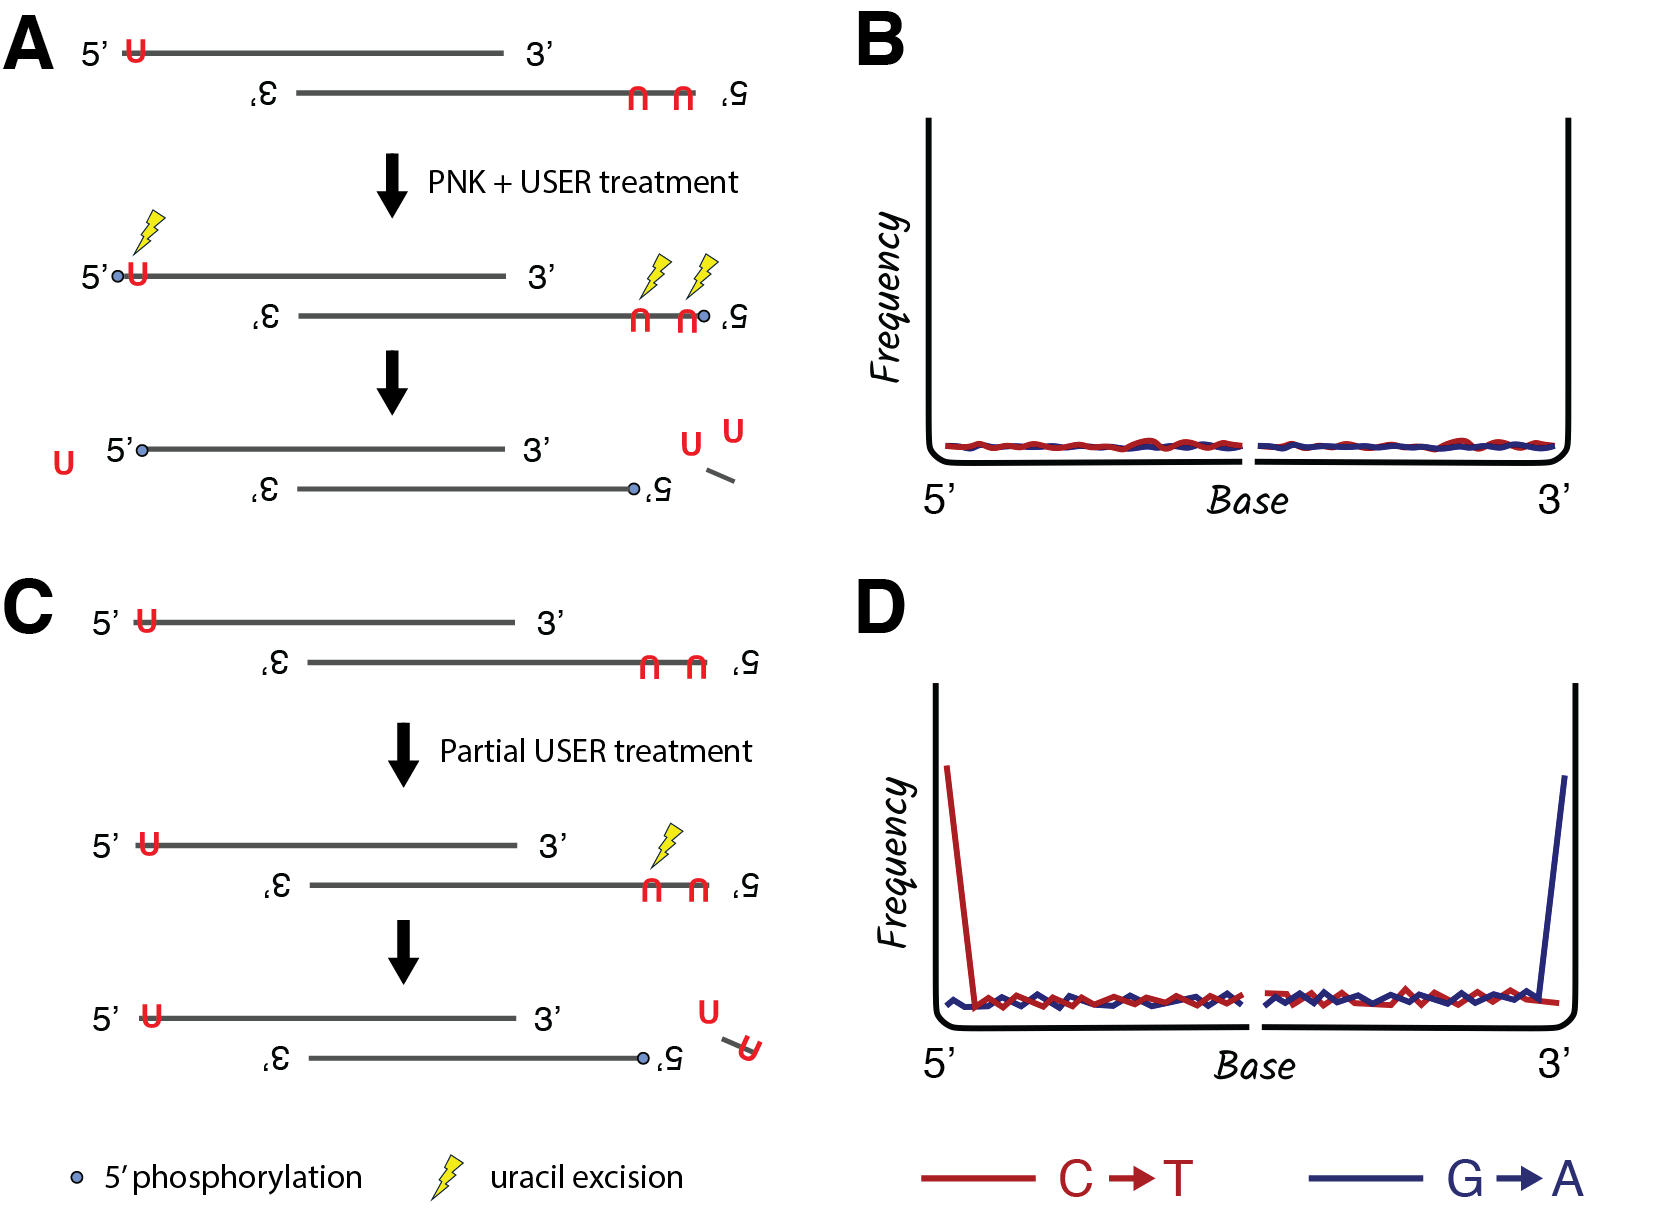 A
5’ U 3’
3’ U U 5’
PNK + USER treatment
5’ U 3’
3’ U U 5’
U 5’ 3’ U U
3’ 5’
B
Frequency
5’ Base 3’
C
5’ U 3’
3’ U U 5’
Partial USER treatment
5’ U 3’
3’ U U 5’
5’ U 3’ U
3’ 5’ U
D
Frequency
5’ Base 3’
5’ phosphorylation
uracil excision
C → T
G → A